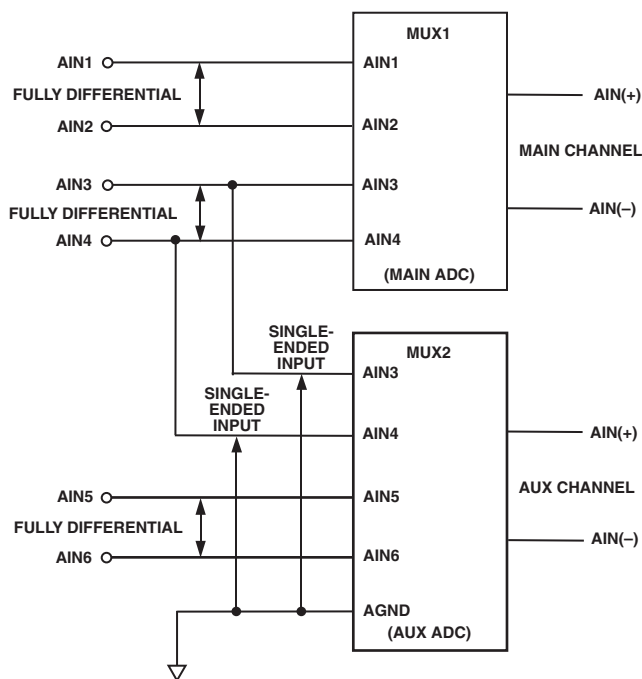 MUX1
AIN1
AIN1
AIN(+)
FULLY DIFFERENTIAL
AIN2
AIN2
MAIN CHANNEL
AIN3
AIN3
FULLY DIFFERENTIAL
AIN(–)
AIN4
AIN4
(MAIN ADC)
SINGLE-
ENDED
INPUT
MUX2
AIN3
SINGLE-
ENDED
INPUT
AIN4
AIN(+)
AIN5
AIN5
AUX CHANNEL
FULLY DIFFERENTIAL
AIN(–)
AIN6
AIN6
AGND
(AUX ADC)